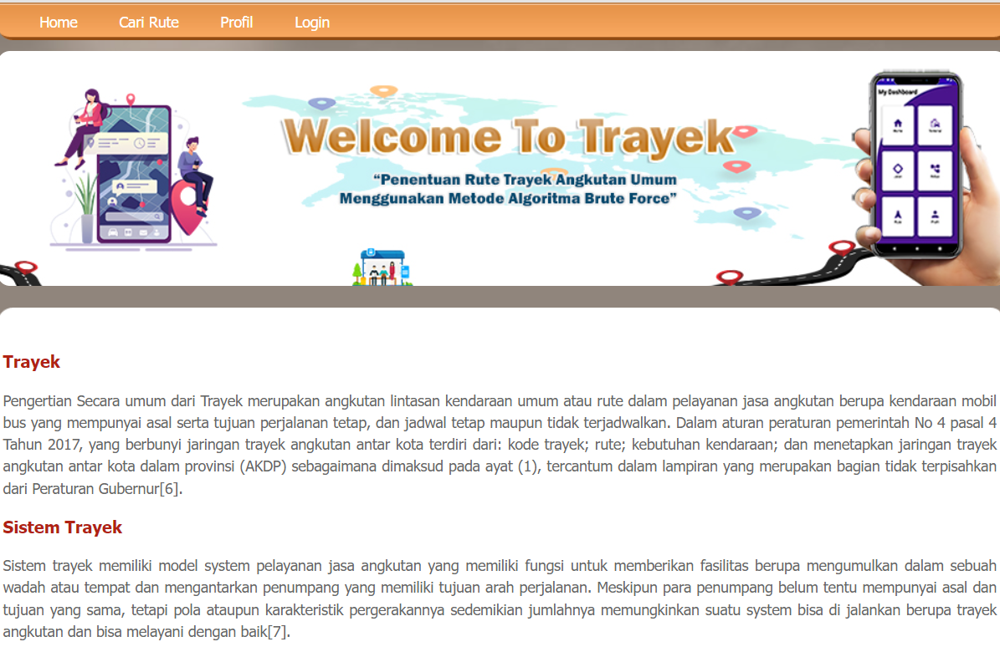 Home Cari Rute Profil Login
Welcome To Trayek
“Penentuan Rute Trayek Angkutan Umum
Menggunakan Metode Algoritma Brute Force”
My Dashboard
Trayek
Pengertian Secara umum dari Trayek merupakan angkutan lintasan kendaraan umum atau rute dalam pelayanan jasa angkutan berupa kendaraan mobil
bus yang mempunyai asal serta tujuan perjalanan tetap, dan jadwal tetap maupun tidak terjadwalkan. Dalam aturan peraturan pemerintah No 4 pasal 4
Tahun 2017, yang berbunyi jaringan trayek angkutan antar kota terdiri dari: kode trayek; rute; kebutuhan kendaraan; dan menetapkan jaringan trayek
angkutan antar kota dalam provinsi (AKDP) sebagaimana dimaksud pada ayat (1), tercantum dalam lampiran yang merupakan bagian tidak terpisahkan
dari Peraturan Gubernur[6].
Sistem Trayek
Sistem trayek memiliki model system pelayanan jasa angkutan yang memiliki fungsi untuk memberikan fasilitas berupa mengumulkan dalam sebuah
wadah atau tempat dan mengantarkan penumpang yang memiliki tujuan arah perjalanan. Meskipun para penumpang belum tentu mempunyai asal dan
tujuan yang sama, tetapi pola ataupun karakteristik pergerakannya sedemikian jumlahnya memungkinkan suatu system bisa di jalankan berupa trayek
angkutan dan bisa melayani dengan baik[7].